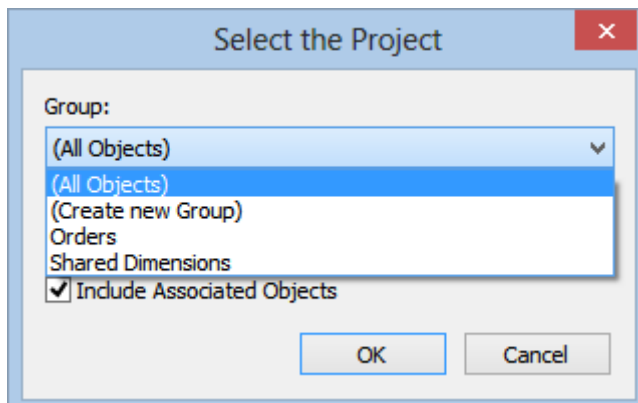 Select the Project
Group:
(All Objects)
(All Objects)
(Create new Group)
Orders
Shared Dimensions
Include Associated Objects
OK Cancel